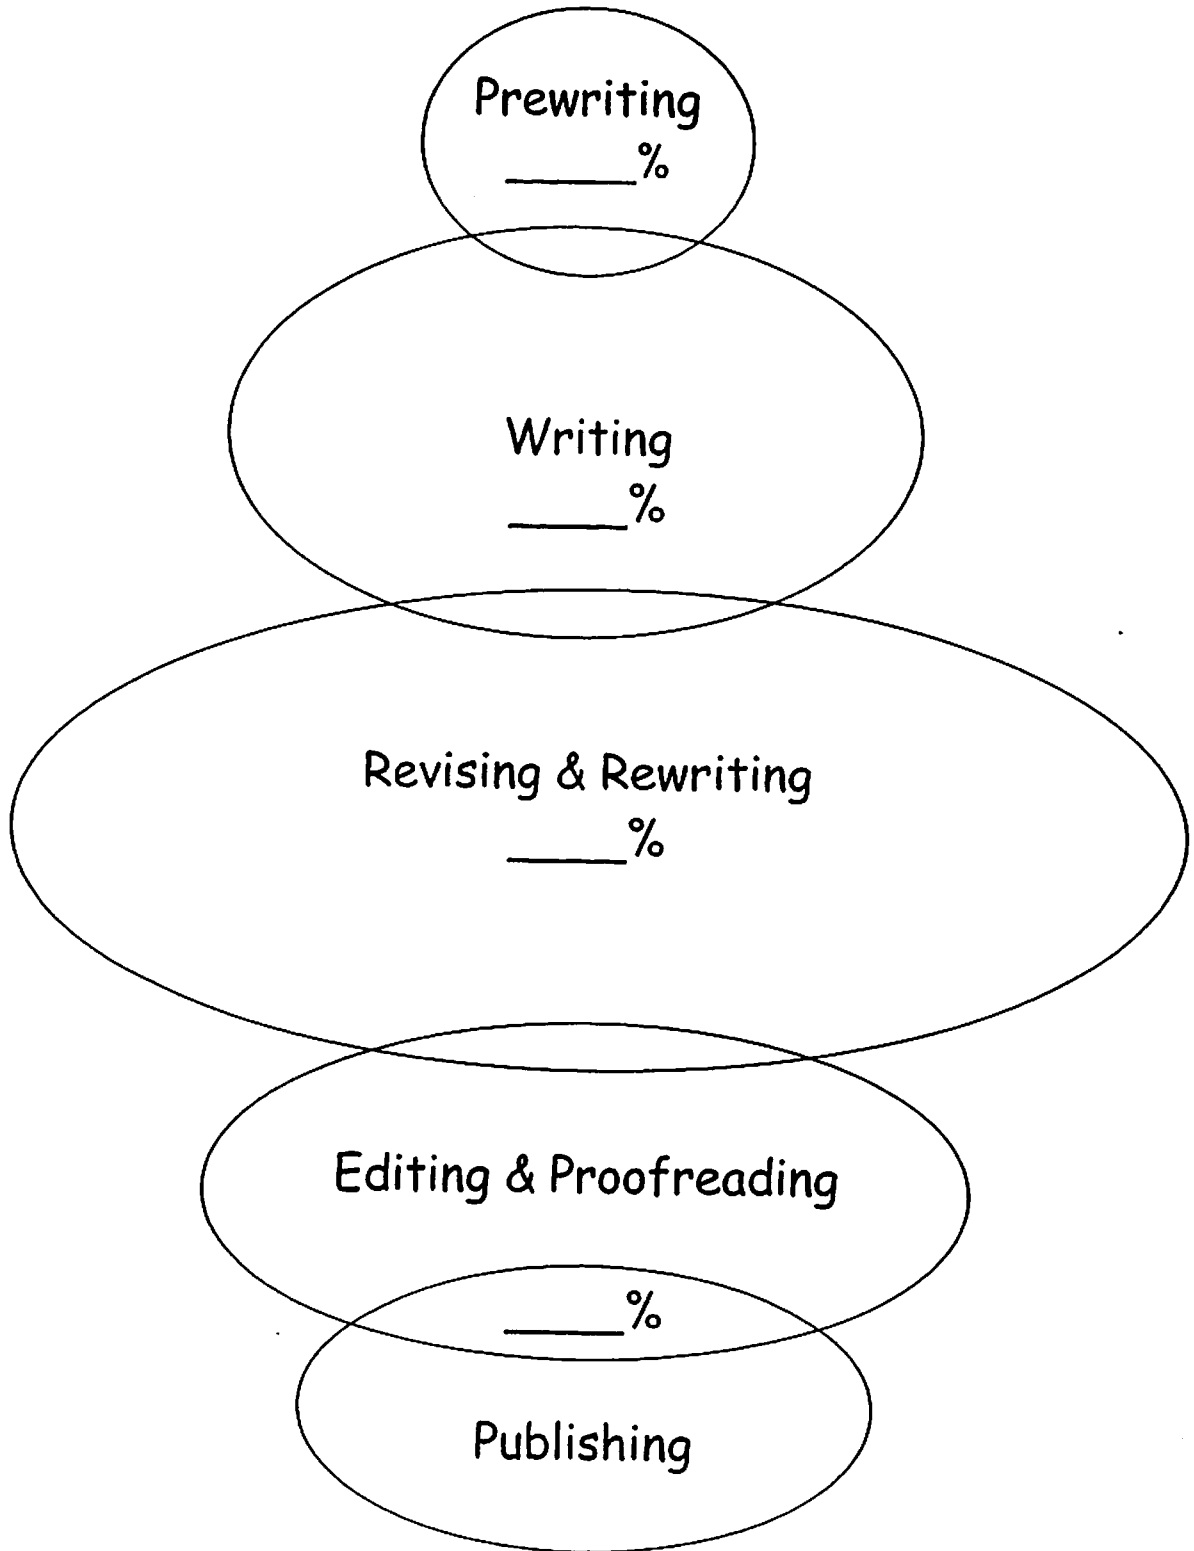 Prewriting
_____%
Writing
_____%
Revising & Rewriting
_____%
Editing & Proofreading
_____%
Publishing